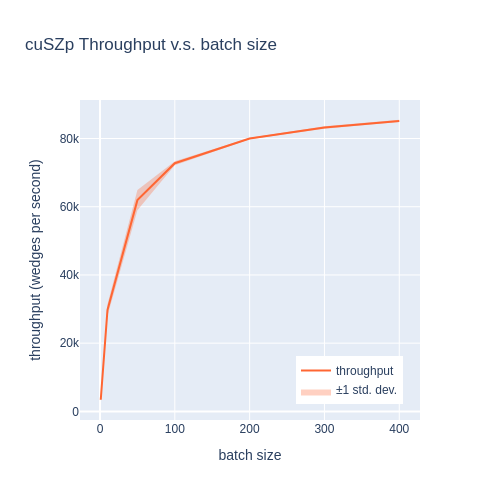 cuSZp Throughput v.s. batch size
throughput (wedges per second)
80k
60k
40k
20k
0
0 100 200 300 400
batch size
throughput
±1 std. dev.